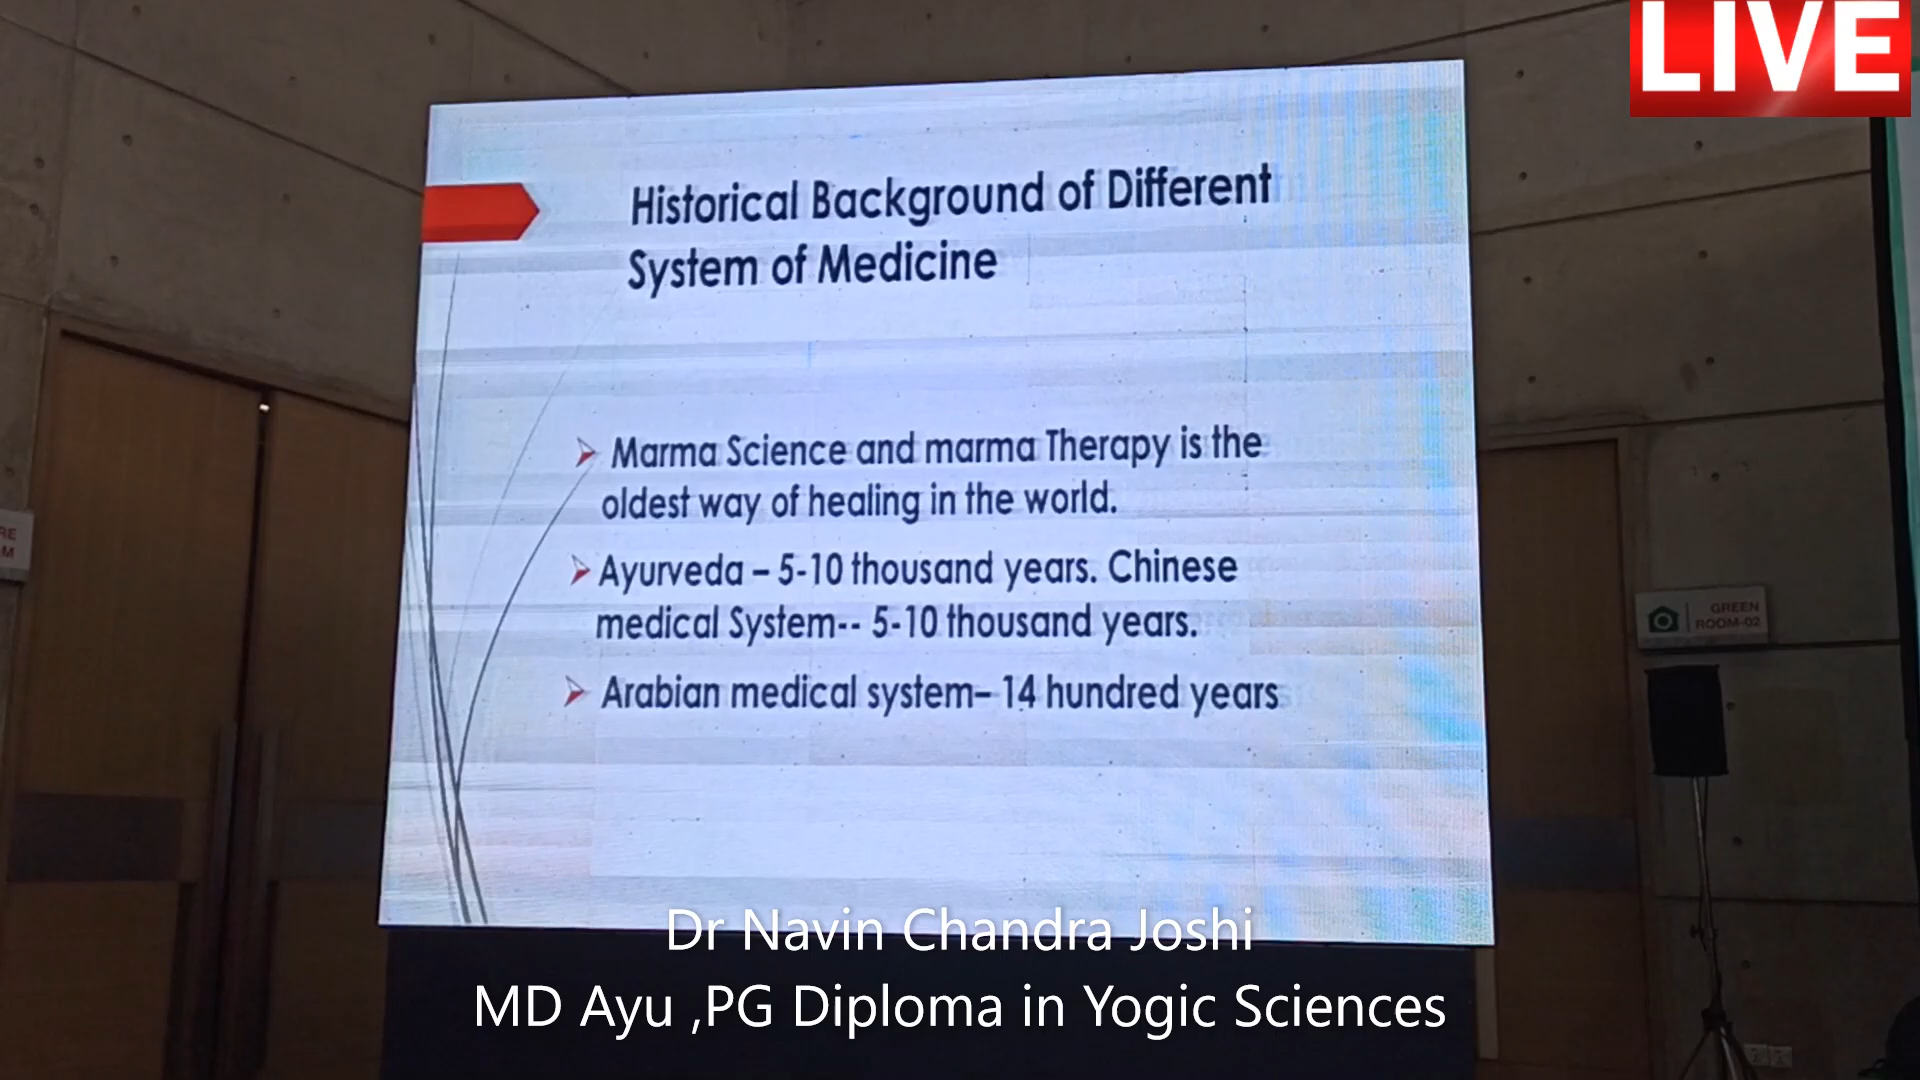 LIVE
Historical Background of Different
System of Medicine
Marma Science and marma Therapy is the
oldest way of healing in the world.
Ayurveda – 5-10 thousand years. Chinese
medical System-- 5-10 thousand years.
Arabian medical system– 14 hundred years
RE
M
GREEN
ROOM-02
Dr Navin Chandra Joshi
MD Ayu ,PG Diploma in Yogic Sciences